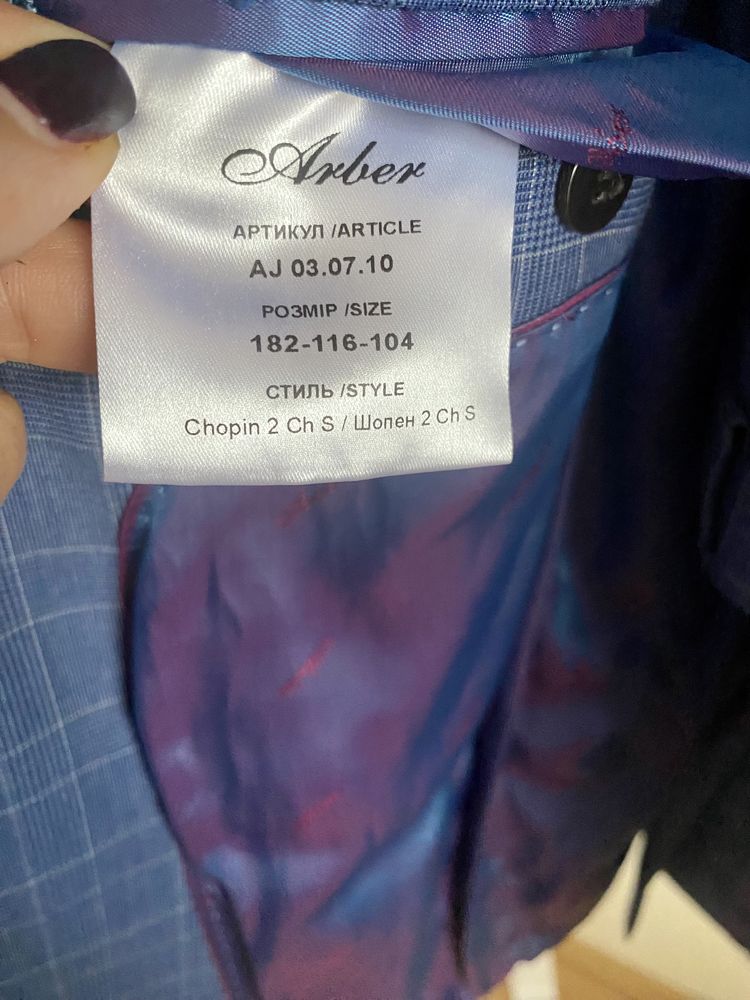 Arber
АРТИКУЛ /ARTICLE
AJ 03.07.10
РОЗМІР /SIZE
182-116-104
СТИЛЬ /STYLE
Chopin 2 Ch S / Шопен 2 Ch S